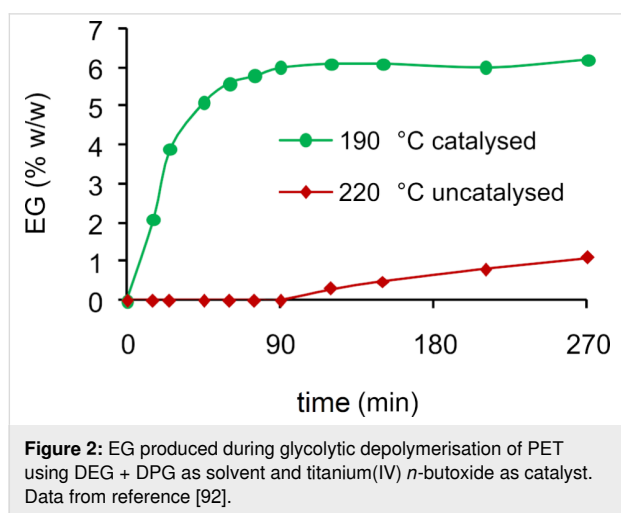 7
6
5
4
3
2
1
0
EG (% w/w)
190 °C catalysed
220 °C uncatalysed
0 90 180 270
time (min)
Figure 2: EG produced during glycolytic depolymerisation of PET
using DEG + DPG as solvent and titanium(IV) n-butoxide as catalyst.
Data from reference [92].